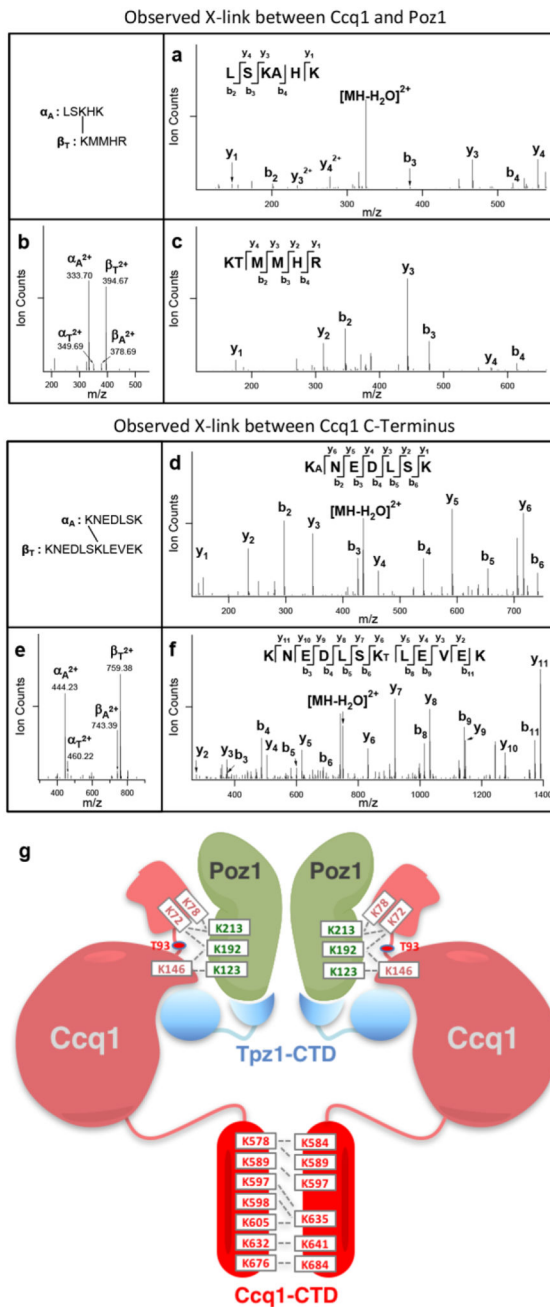 Observed X-link between Ccq1 and Poz1
αA : LSKHK
βT : KMMHR
a
y4 y3 y1
L S K A H K
b2 b3 b4
[MH-H2O]2+
Ion Counts
y1
b2
y3 2+
y4 2+
b3
y3
b4
y4
200 300 400 500
m/z
b
αA 2+
333.70
βT 2+
394.67
αT 2+
349.69
βA 2+
378.69
Ion Counts
200 300 400 500
m/z
c
y4 y3 y2 y1
KT M M H R
b2 b3 b4
Ion Counts
y1
y2
b2
y3
b3
y4
b4
200 300 400 500 600
m/z
Observed X-link between Ccq1 C-Terminus
αA : KNEDLSK
βT : KNEDLSKLEVEK
d
y6 y5 y4 y3 y2 y1
KA N E D L S K
b2 b3 b4 b5 b6
[MH-H2O]2+
Ion Counts
y1
y2
b2
y3
b3
y4
b4
y5
b5
y6
b6
200 300 400 500 600 700
m/z
e
βT 2+
759.38
αA 2+
444.23
βA 2+
743.39
αT 2+
460.22
Ion Counts
400 600 800
m/z
f
y11 y10 y9 y8 y7 y6 y5 y4 y3 y2
K N E D L S KT L E V E K
b3 b4 b5 b6 b8 b9 b11
[MH-H2O]2+
Ion Counts
y2
y3
b3
b4
y4
b5
y5
b6
y6
y7
b8
y8
b9
y9
y10
b11
y11
400 600 800 1000 1200 1400
m/z
g
Poz1 Poz1
K78 K78
K72 K72
K213 K213
T93 K192 K192 T93
K146 K123 K123 K146
Ccq1 Ccq1
Tpz1-CTD
K578 K584
K589 K589
K597 K597
K598
K605 K635
K632 K641
K676 K684
Ccq1-CTD